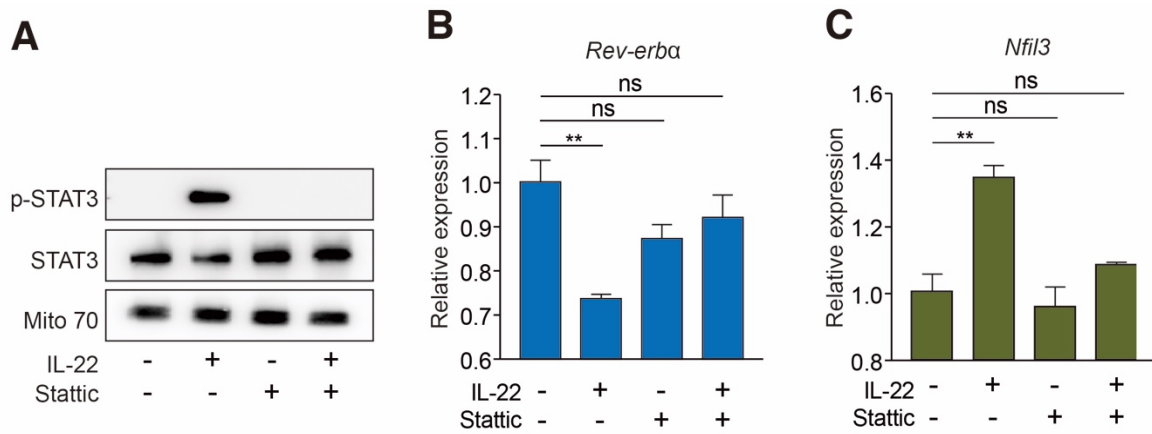 A
p-STAT3
STAT3
Mito 70
IL-22 - + - +
Stattic - - + +
B
Rev-erbα
ns
ns
**
Relative expression
1.2
1.1
1.0
0.9
0.8
0.7
0.6
IL-22 - + - +
Stattic - - + +
C
Nfil3
ns
ns
**
Relative expression
1.6
1.4
1.2
1.0
0.8
IL-22 - + - +
Stattic - - + +